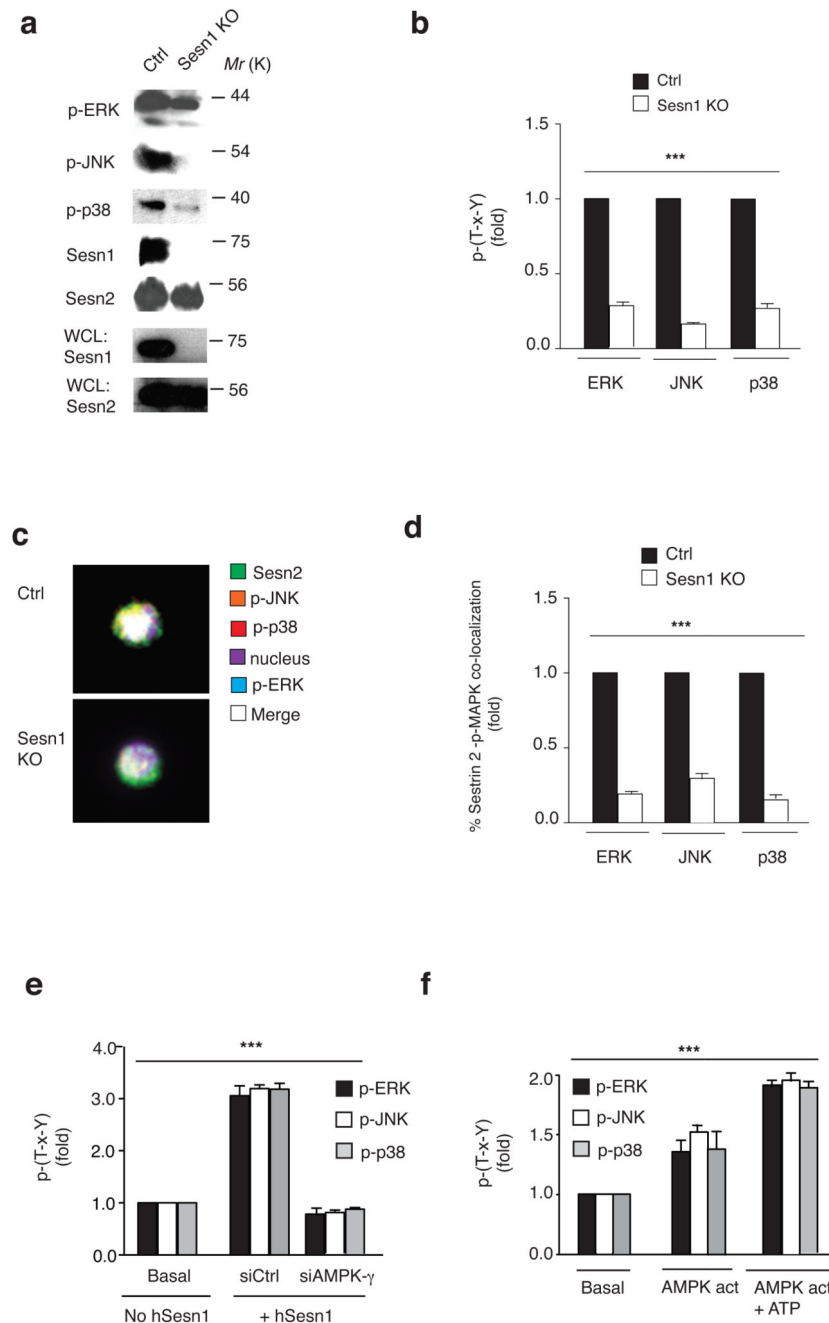 a
Ctrl
Sesn1 KO
Mr (K)
p-ERK
44
p-JNK
54
p-p38
40
Sesn1
75
Sesn2
56
WCL:
Sesn1
75
WCL:
Sesn2
56
b
Ctrl
Sesn1 KO
p-(T-x-Y)
(fold)
1.5
1.0
0.5
0.0
***
ERK
JNK
p38
c
Ctrl
Sesn1
KO
Sesn2
p-JNK
p-p38
nucleus
p-ERK
Merge
d
Ctrl
Sesn1 KO
% Sestrin 2 -p-MAPK co-localization
(fold)
1.5
1.0
0.5
0.0
***
ERK
JNK
p38
e
p-(T-x-Y)
(fold)
4.0
3.0
2.0
1.0
0.0
***
p-ERK
p-JNK
p-p38
Basal
siCtrl
siAMPK-γ
No hSesn1
+ hSesn1
f
p-(T-x-Y)
(fold)
2.0
1.5
1.0
0.0
***
p-ERK
p-JNK
p-p38
Basal
AMPK act
AMPK act
+ ATP